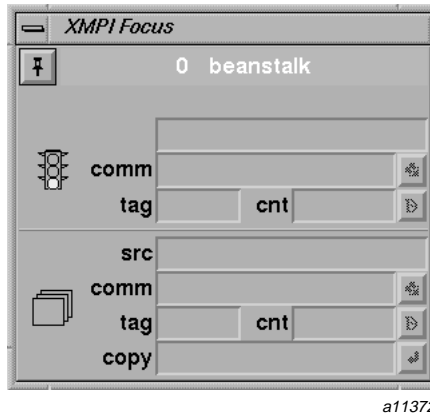 XMPI Focus
0 beanstalk
comm
tag cnt
src
comm
tag cnt
copy
a11372